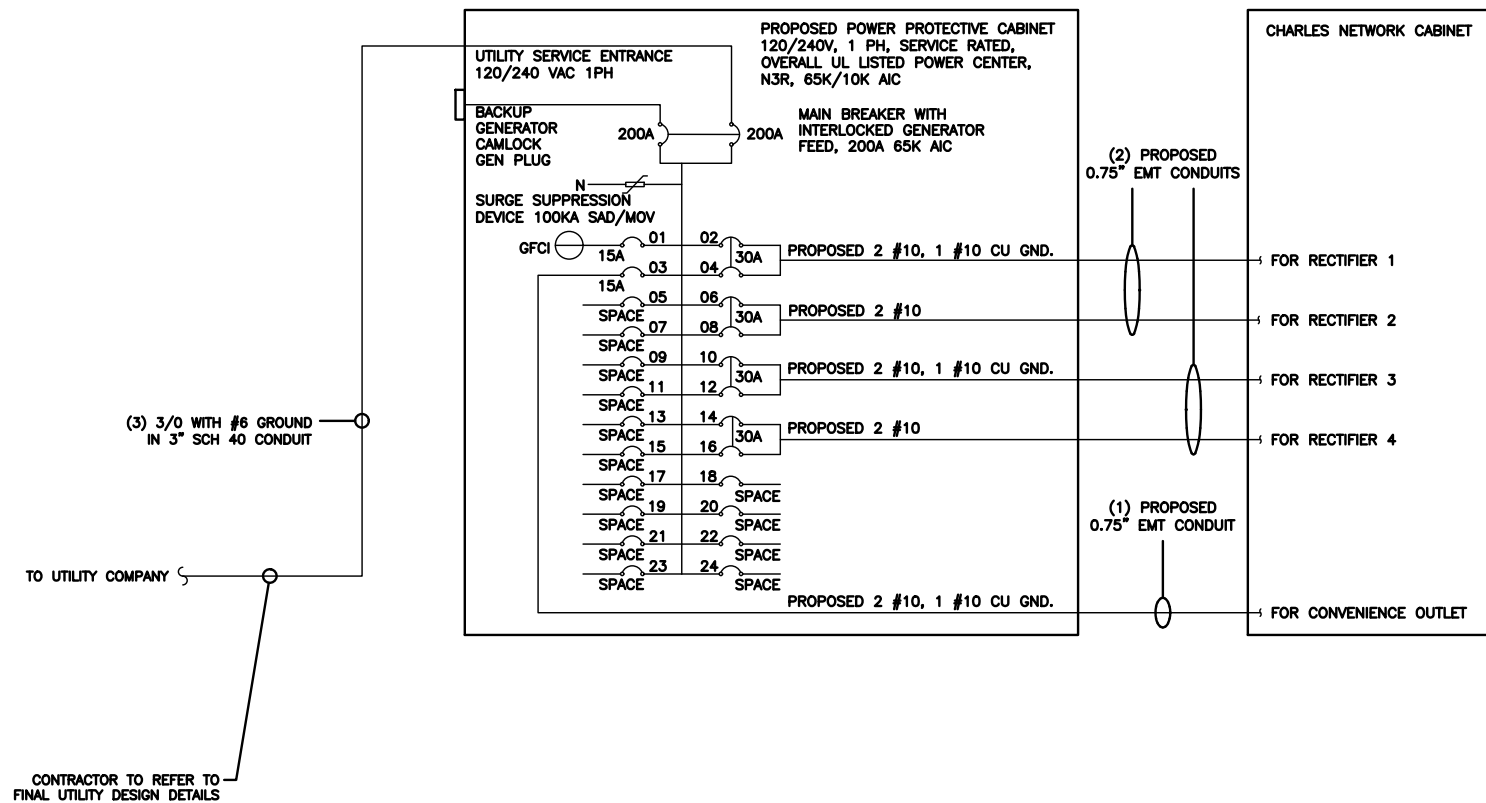 PROPOSED POWER PROTECTIVE CABINET
120/240V, 1 PH, SERVICE RATED,
OVERALL UL LISTED POWER CENTER,
N3R, 65K/10K AIC
CHARLES NETWORK CABINET
UTILITY SERVICE ENTRANCE
120/240 VAC 1PH
BACKUP
GENERATOR
CAMLOCK
GEN PLUG
200A
200A
MAIN BREAKER WITH
INTERLOCKED GENERATOR
FEED, 200A 65K AIC
(2) PROPOSED
0.75" EMT CONDUITS
N
SURGE SUPPRESSION
DEVICE 100KA SAD/MOV
GFCI
15A
01
02
30A
PROPOSED 2 #10, 1 #10 CU GND.
FOR RECTIFIER 1
15A
03
04
SPACE
05
06
30A
PROPOSED 2 #10
FOR RECTIFIER 2
SPACE
07
08
SPACE
09
10
30A
PROPOSED 2 #10, 1 #10 CU GND.
FOR RECTIFIER 3
SPACE
11
12
SPACE
13
14
30A
PROPOSED 2 #10
FOR RECTIFIER 4
SPACE
15
16
SPACE
17
18
SPACE
SPACE
19
20
SPACE
SPACE
21
22
SPACE
SPACE
23
24
SPACE
(3) 3/0 WITH #6 GROUND
IN 3" SCH 40 CONDUIT
(1) PROPOSED
0.75" EMT CONDUIT
TO UTILITY COMPANY
PROPOSED 2 #10, 1 #10 CU GND.
FOR CONVENIENCE OUTLET
CONTRACTOR TO REFER TO
FINAL UTILITY DESIGN DETAILS